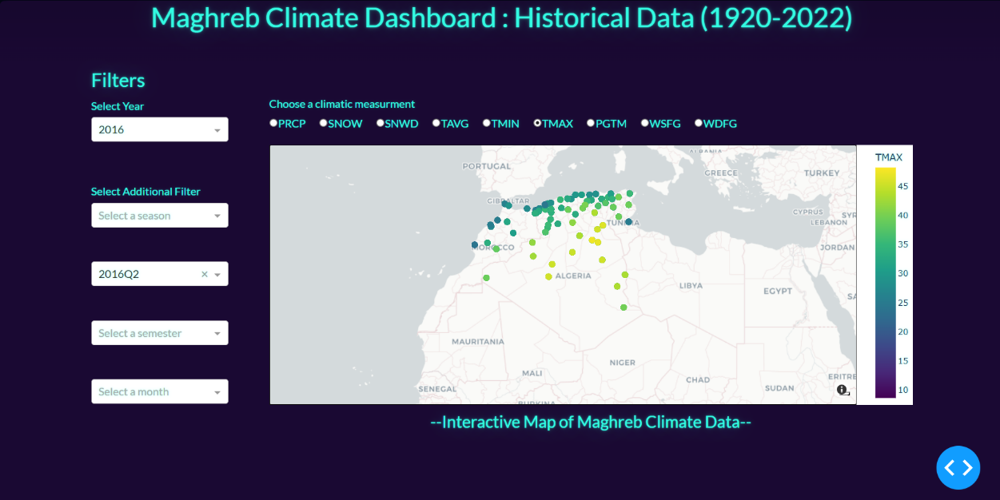 Maghreb Climate Dashboard : Historical Data (1920-2022)
Filters
Select Year
2016
Select Additional Filter
Select a season
2016Q2
Select a semester
Select a month
Choose a climatic measurment
PRCP SNOW SNWD TAVG TMIN TMAX PGTM WSFG WDFG
ALBANIA
PORTUGAL
GREECE
TURKEY
GIBRALTAR
CYPRUS
SYR
TUNISIA
LEBANON
MOROCCO
JORDAN
ALGERIA
LIBYA
EGYPT
SA
MAURITANIA
NIGER
MALI
CHAD
ERITRE
SENEGAL
SUDAN
BURKINA
TMAX
45
40
35
30
25
20
15
10
--Interactive Map of Maghreb Climate Data--